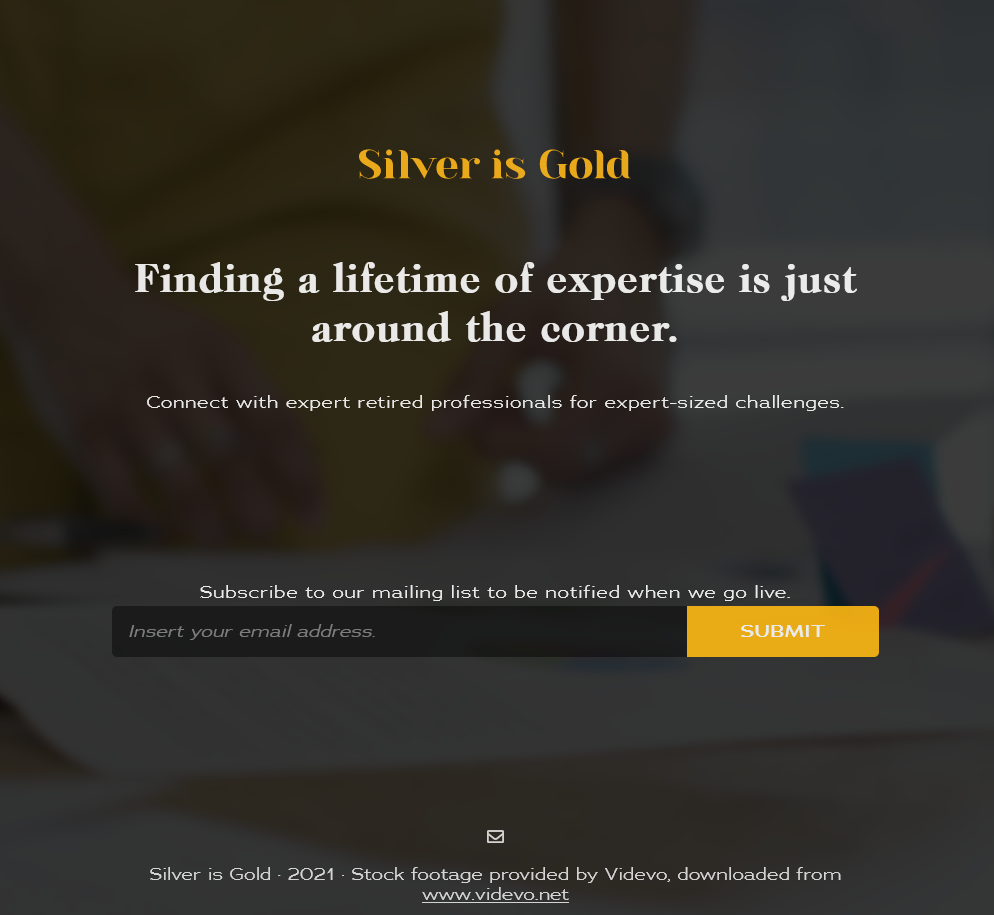 Silver is Gold
Finding a lifetime of expertise is just
around the corner.
Connect with expert retired professionals for expert-sized challenges.
Subscribe to our mailing list to be notified when we go live.
Insert your email address.
SUBMIT
Silver is Gold · 2021 · Stock footage provided by Videvo, downloaded from
www.videvo.net